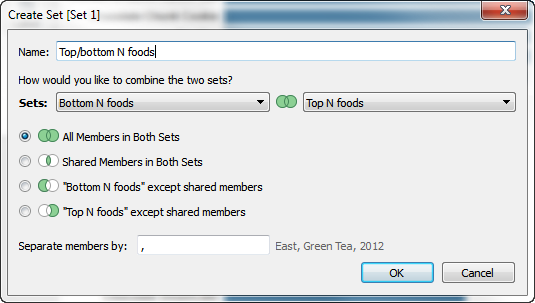 Create Set [Set 1]
Name: Top/bottom N foods
How would you like to combine the two sets?
Sets: Bottom N foods Top N foods
All Members in Both Sets
Shared Members in Both Sets
"Bottom N foods" except shared members
"Top N foods" except shared members
Separate members by: , East, Green Tea, 2012
OK Cancel